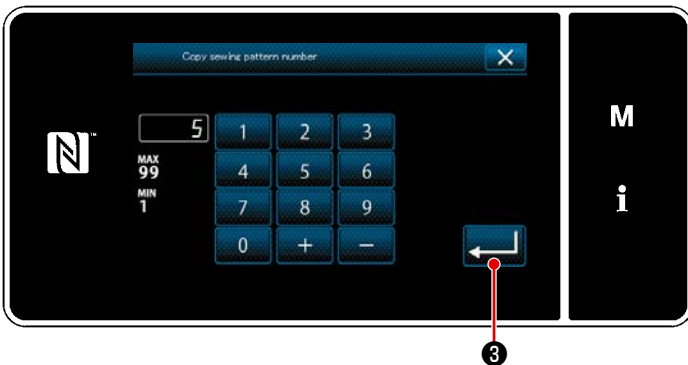 Copy sewing pattern number
M
5
1 2 3
MAX
99
4 5 6
MIN
1
7 8 9
i
0 + −
N™
❸